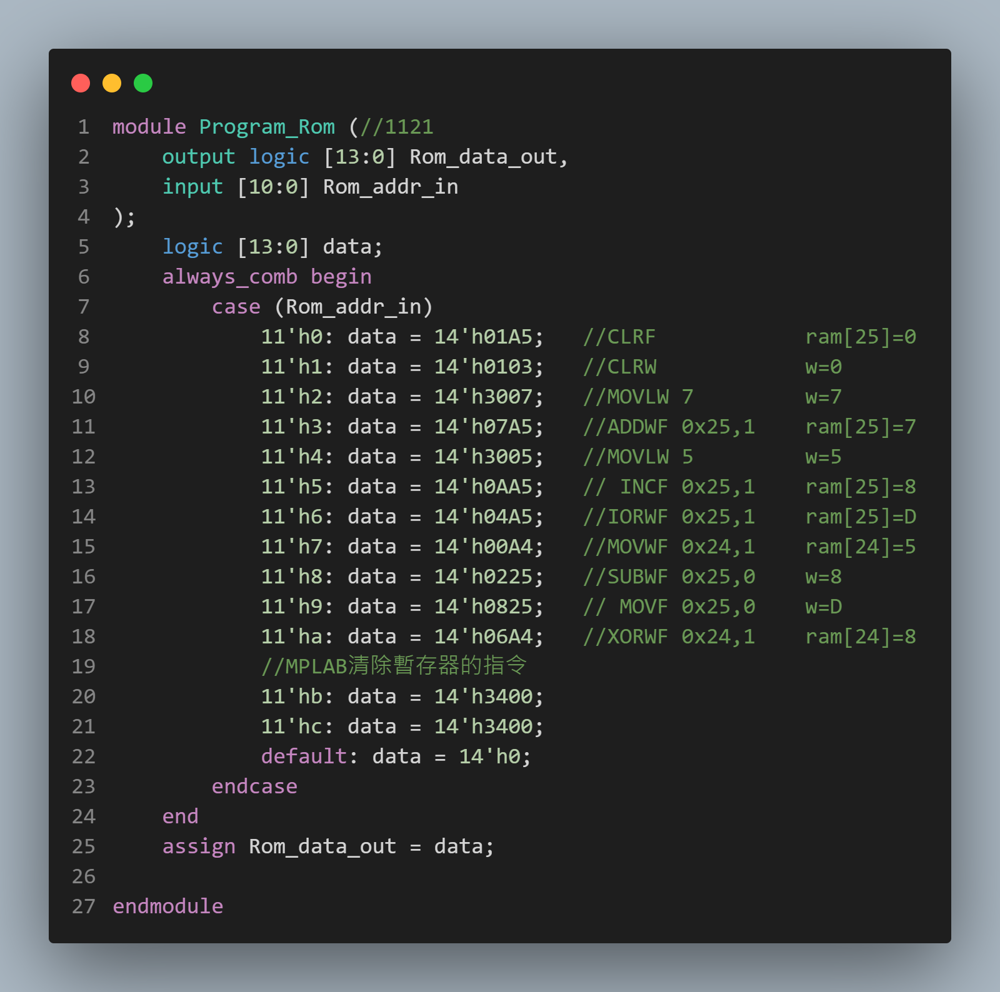 1 module Program_Rom (//1121
2     output logic [13:0] Rom_data_out,
3     input [10:0] Rom_addr_in
4 );
5     logic [13:0] data;
6     always_comb begin
7         case (Rom_addr_in)
8             11'h0: data = 14'h01A5;   //CLRF            ram[25]=0
9             11'h1: data = 14'h0103;   //CLRW            w=0
10             11'h2: data = 14'h3007;   //MOVLW 7         w=7
11             11'h3: data = 14'h07A5;   //ADDWF 0x25,1    ram[25]=7
12             11'h4: data = 14'h3005;   //MOVLW 5         w=5
13             11'h5: data = 14'h0AA5;   // INCF 0x25,1    ram[25]=8
14             11'h6: data = 14'h04A5;   //IORWF 0x25,1    ram[25]=D
15             11'h7: data = 14'h00A4;   //MOVWF 0x24,1    ram[24]=5
16             11'h8: data = 14'h0225;   //SUBWF 0x25,0    w=8
17             11'h9: data = 14'h0825;   // MOVF 0x25,0    w=D
18             11'ha: data = 14'h06A4;   //XORWF 0x24,1    ram[24]=8
19             //MPLAB清除暫存器的指令
20             11'hb: data = 14'h3400;
21             11'hc: data = 14'h3400;
22             default: data = 14'h0;
23         endcase
24     end
25     assign Rom_data_out = data;
26
27 endmodule